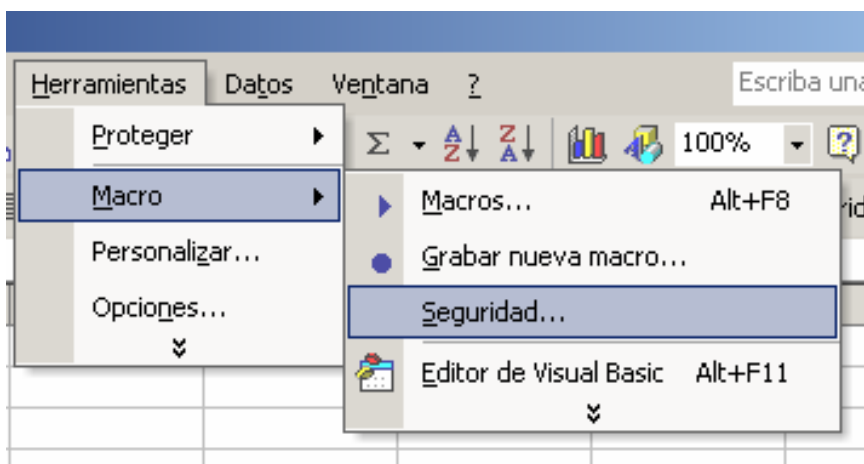 Herramientas Datos Ventana ? Escriba una
Proteger Σ A Z Z A 100% ?
Macro Macros... Alt+F8
Personalizar... Grabar nueva macro...
Opciones... Seguridad...
Editor de Visual Basic Alt+F11